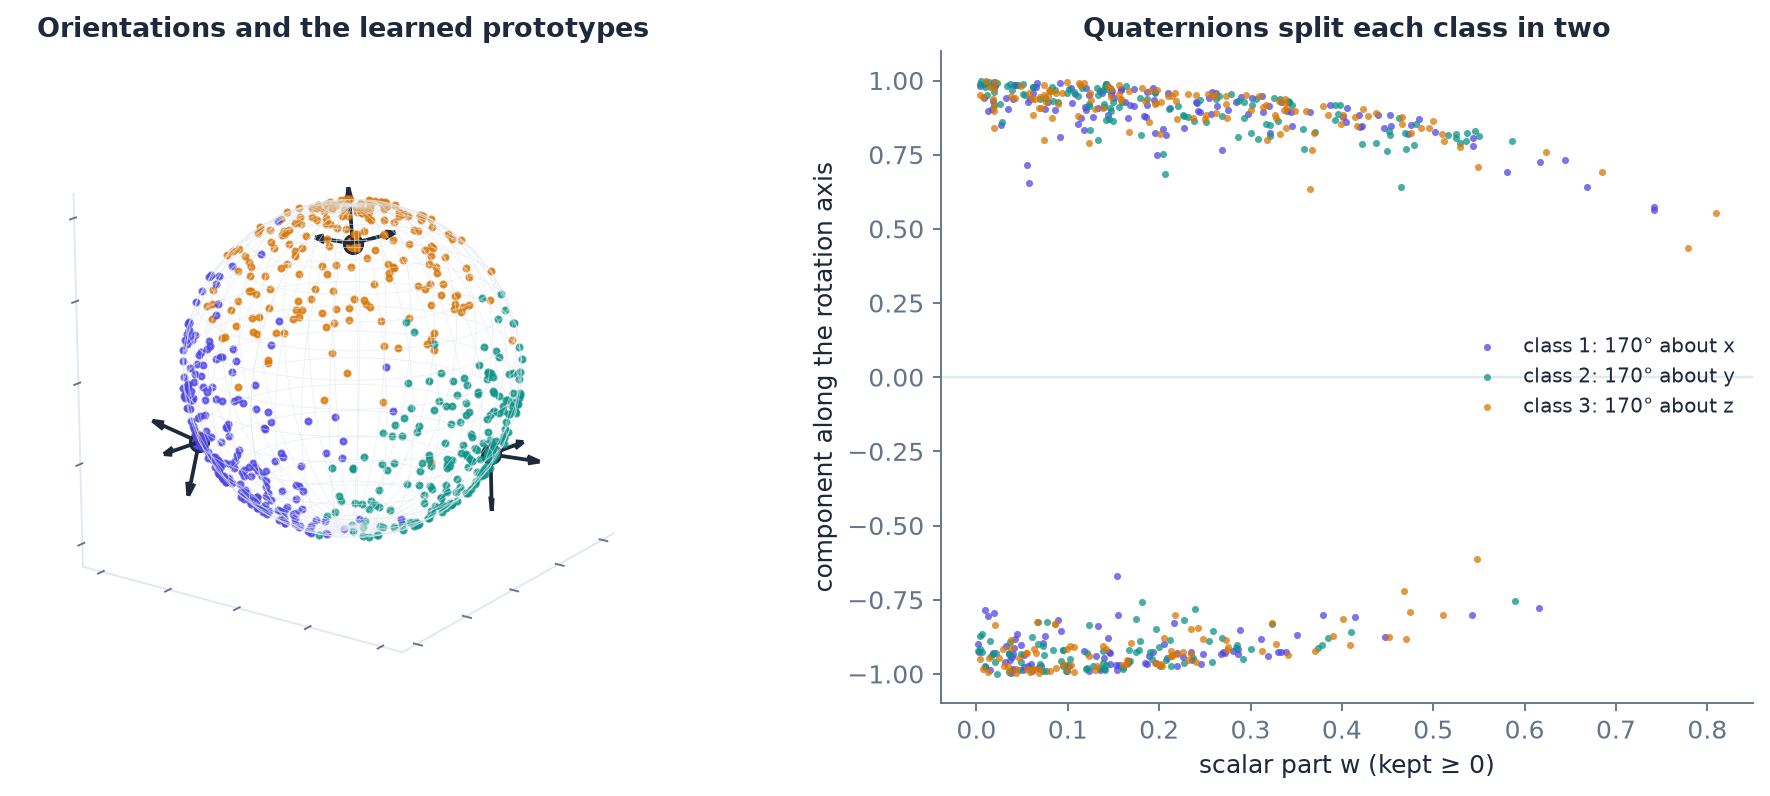 Orientations and the learned prototypes
Quaternions split each class in two
component along the rotation axis
1.00
0.75
0.50
0.25
0.00
−0.25
−0.50
−0.75
−1.00
class 1: 170° about x
class 2: 170° about y
class 3: 170° about z
0.0 0.1 0.2 0.3 0.4 0.5 0.6 0.7 0.8
scalar part w (kept ≥ 0)